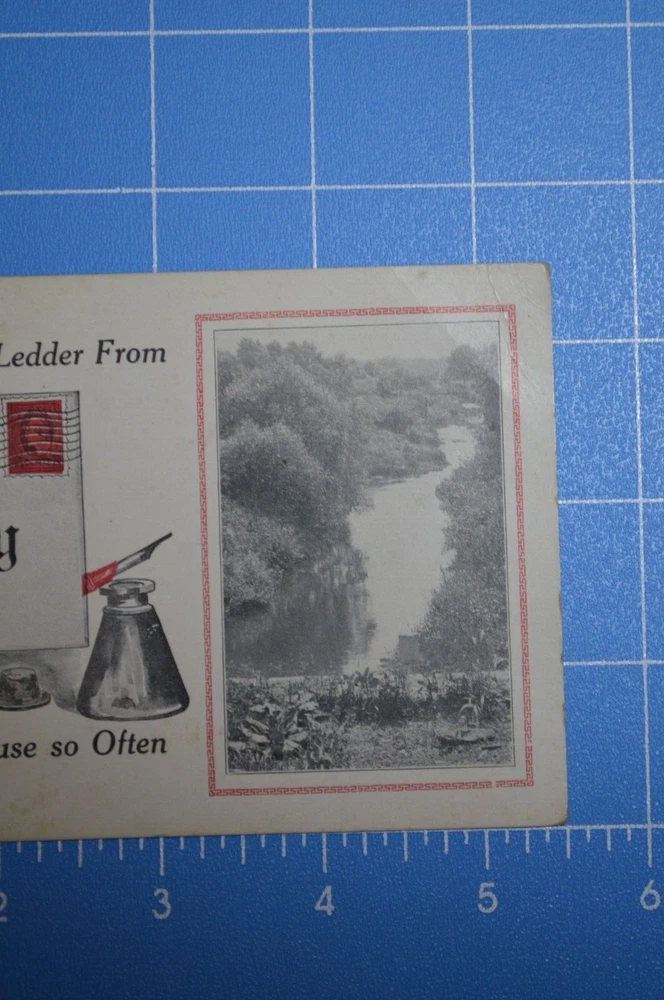 Ledder From
y
use so Often
2 3 4 5 6